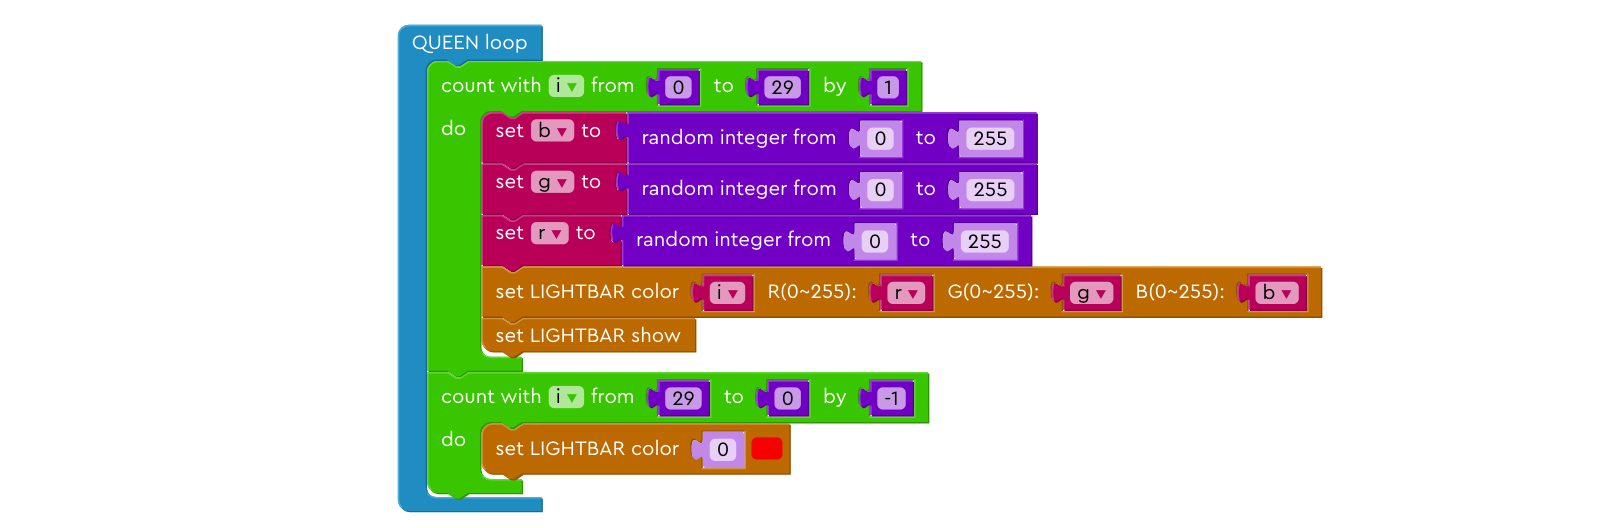 QUEEN loop
count with i ▾ from 0 to 29 by 1
do
set b ▾ to random integer from 0 to 255
set g ▾ to random integer from 0 to 255
set r ▾ to random integer from 0 to 255
set LIGHTBAR color i ▾ R(0~255): r ▾ G(0~255): g ▾ B(0~255): b ▾
set LIGHTBAR show
count with i ▾ from 29 to 0 by -1
do
set LIGHTBAR color 0